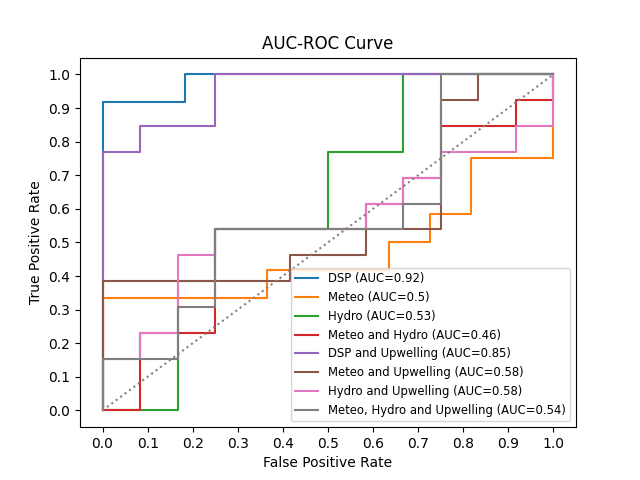 AUC-ROC Curve
True Positive Rate
1.0
0.9
0.8
0.7
0.6
0.5
0.4
0.3
0.2
0.1
0.0
DSP (AUC=0.92)
Meteo (AUC=0.5)
Hydro (AUC=0.53)
Meteo and Hydro (AUC=0.46)
DSP and Upwelling (AUC=0.85)
Meteo and Upwelling (AUC=0.58)
Hydro and Upwelling (AUC=0.58)
Meteo, Hydro and Upwelling (AUC=0.54)
0.0 0.1 0.2 0.3 0.4 0.5 0.6 0.7 0.8 0.9 1.0
False Positive Rate